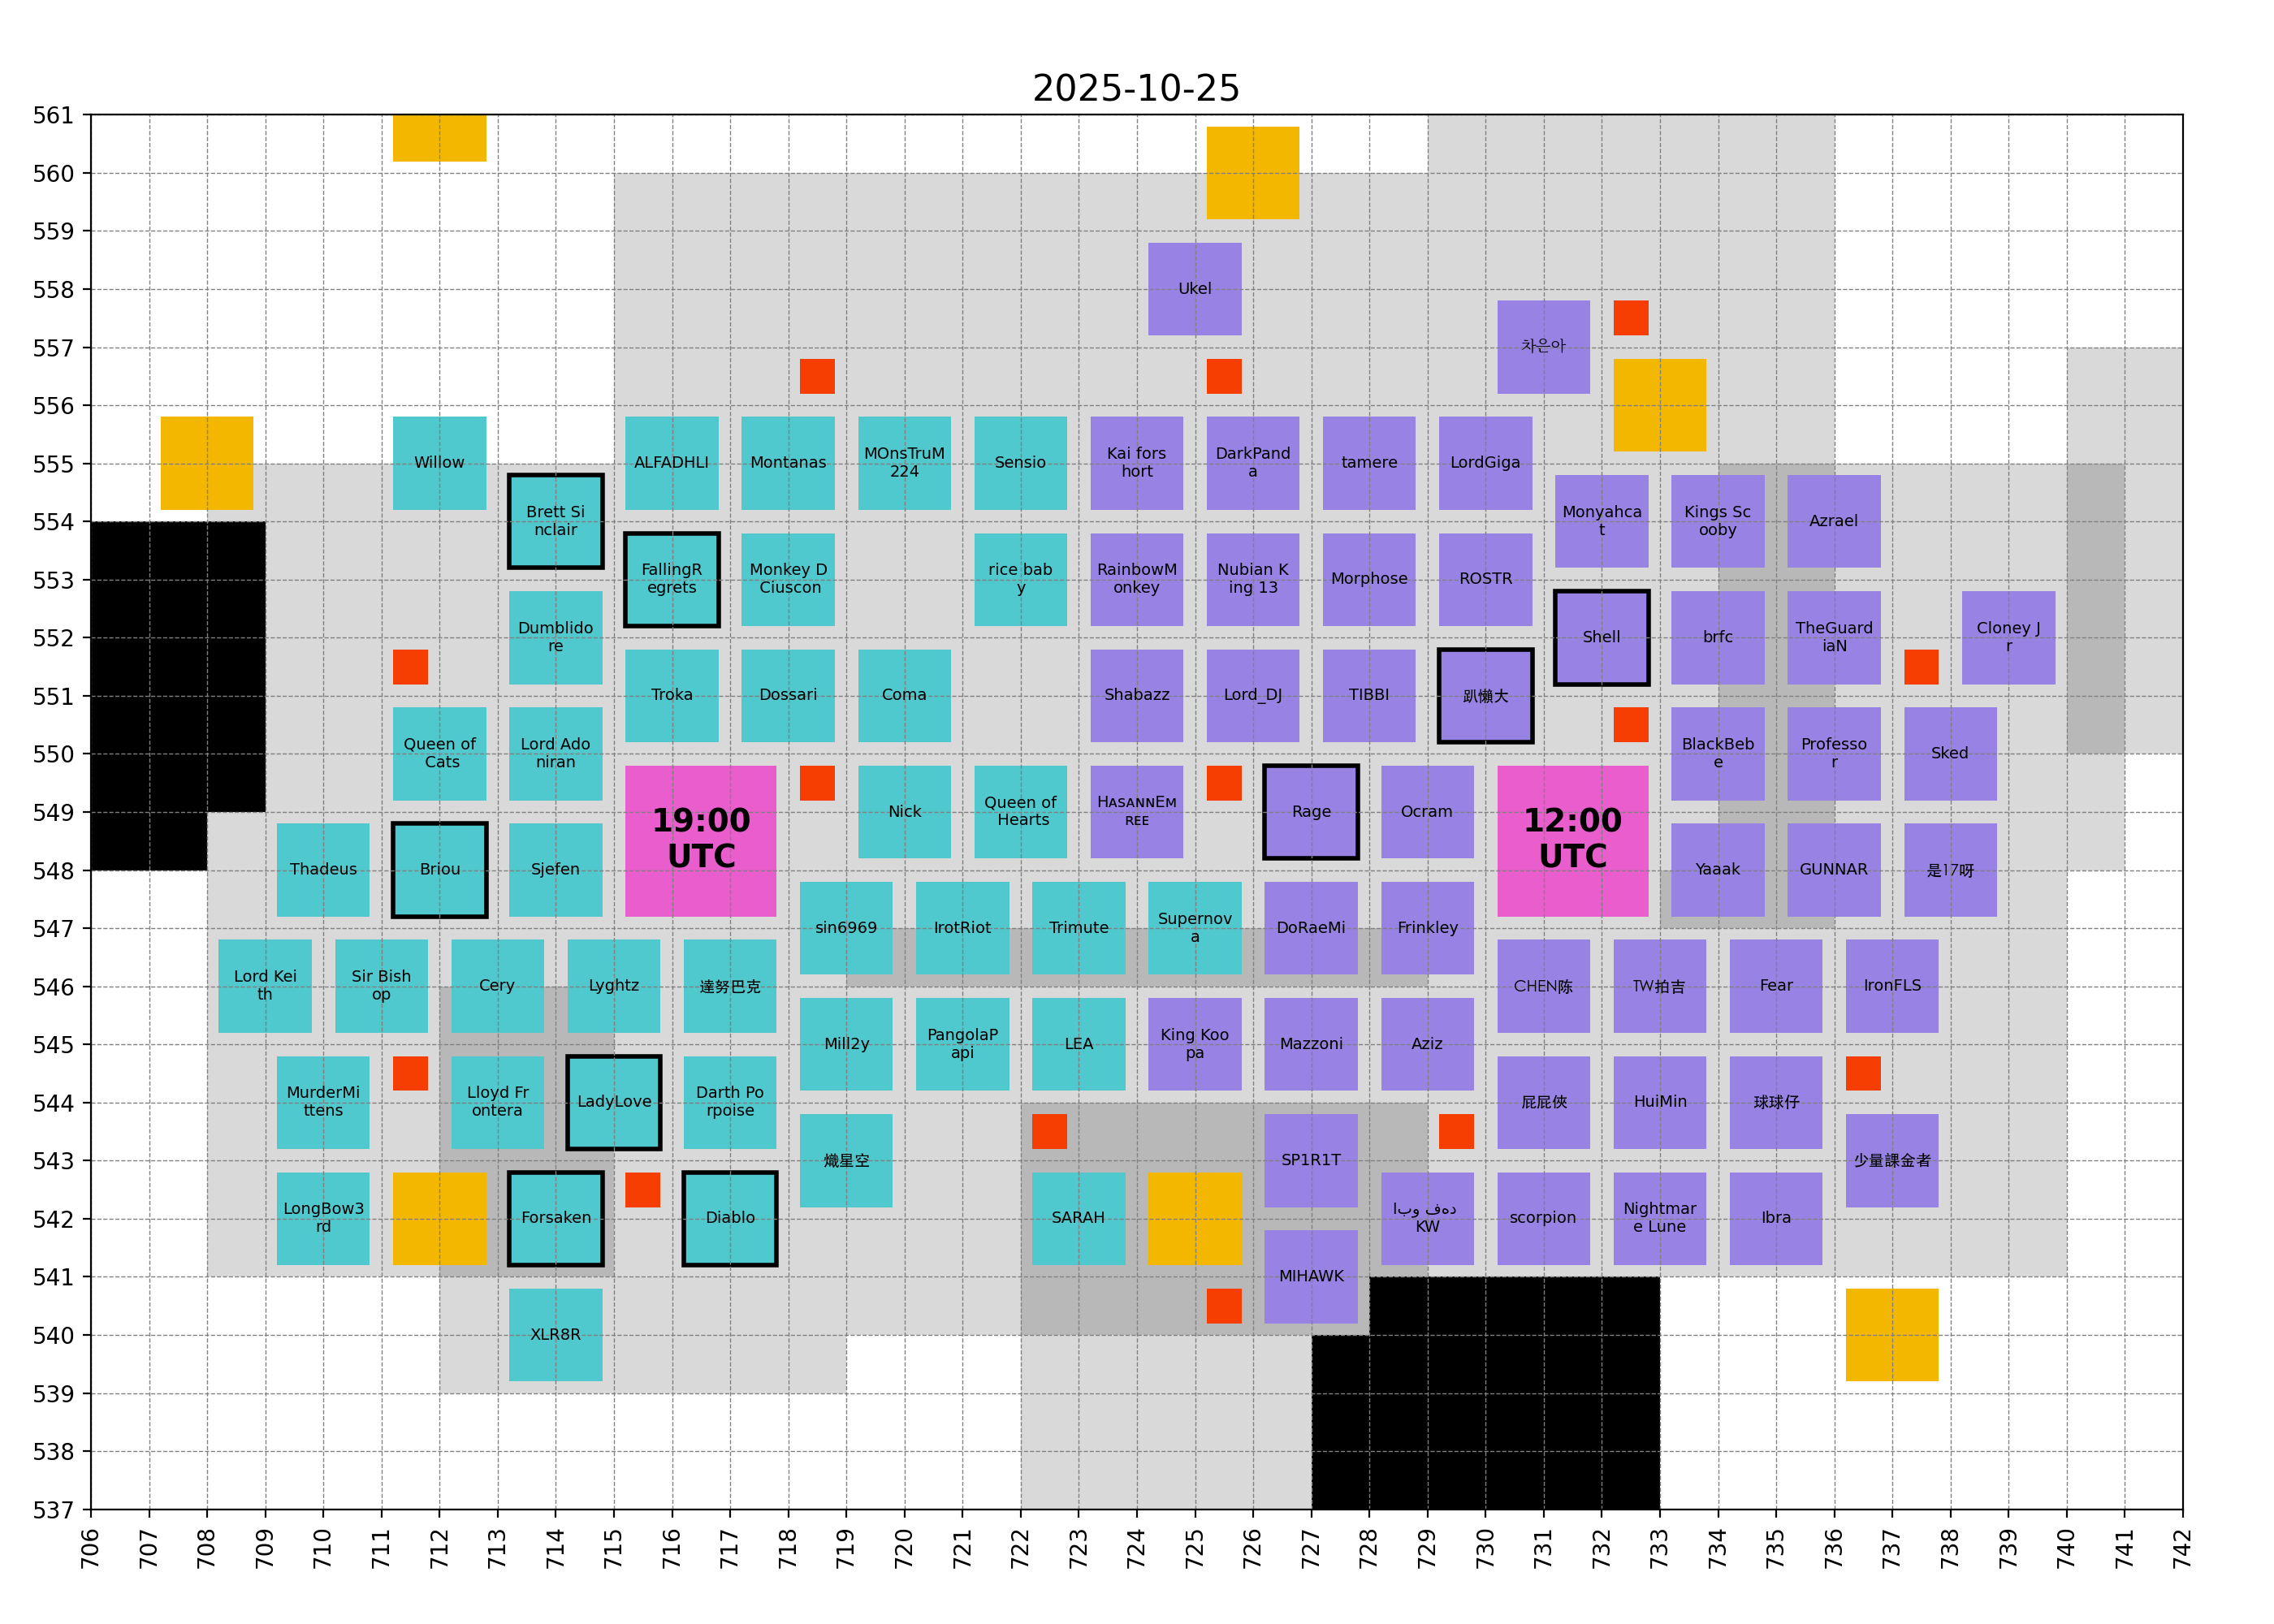 2025-10-25
561
560
559
558
557
556
555
554
553
552
551
550
549
548
547
546
545
544
543
542
541
540
539
538
537
Ukel
차은아
Willow
ALFADHLI
Montanas
MOnsTruM
224
Sensio
Kai fors
hort
DarkPand
a
tamere
LordGiga
Brett Si
nclair
Monyahca
t
Kings Sc
ooby
Azrael
FallingR
egrets
Monkey D
Ciuscon
rice bab
y
RainbowM
onkey
Nubian K
ing 13
Morphose
ROSTR
Dumblido
re
Shell
brfc
TheGuard
iaN
Cloney J
r
Troka
Dossari
Coma
Shabazz
Lord_DJ
TIBBI
趴懶大
Queen of
Cats
Lord Ado
niran
BlackBeb
e
Professo
r
Sked
19:00
UTC
Nick
Queen of
Hearts
HᴀsᴀɴɴEᴍ
ʀᴇᴇ
Rage
Ocram
12:00
UTC
Thadeus
Briou
Sjefen
Yaaak
GUNNAR
是17呀
sin6969
IrotRiot
Trimute
Supernov
a
DoRaeMi
Frinkley
Lord Kei
th
Sir Bish
op
Cery
Lyghtz
達努巴克
CHEN陈
TW拍吉
Fear
IronFLS
Mill2y
PangolaP
api
LEA
King Koo
pa
Mazzoni
Aziz
MurderMi
ttens
Lloyd Fr
ontera
LadyLove
Darth Po
rpoise
屁屁俠
HuiMin
球球仔
熾星空
SP1R1T
少量課金者
LongBow3
rd
Forsaken
Diablo
SARAH
ابو فهد
KW
scorpion
Nightmar
e Lune
Ibra
MIHAWK
XLR8R
706
707
708
709
710
711
712
713
714
715
716
717
718
719
720
721
722
723
724
725
726
727
728
729
730
731
732
733
734
735
736
737
738
739
740
741
742